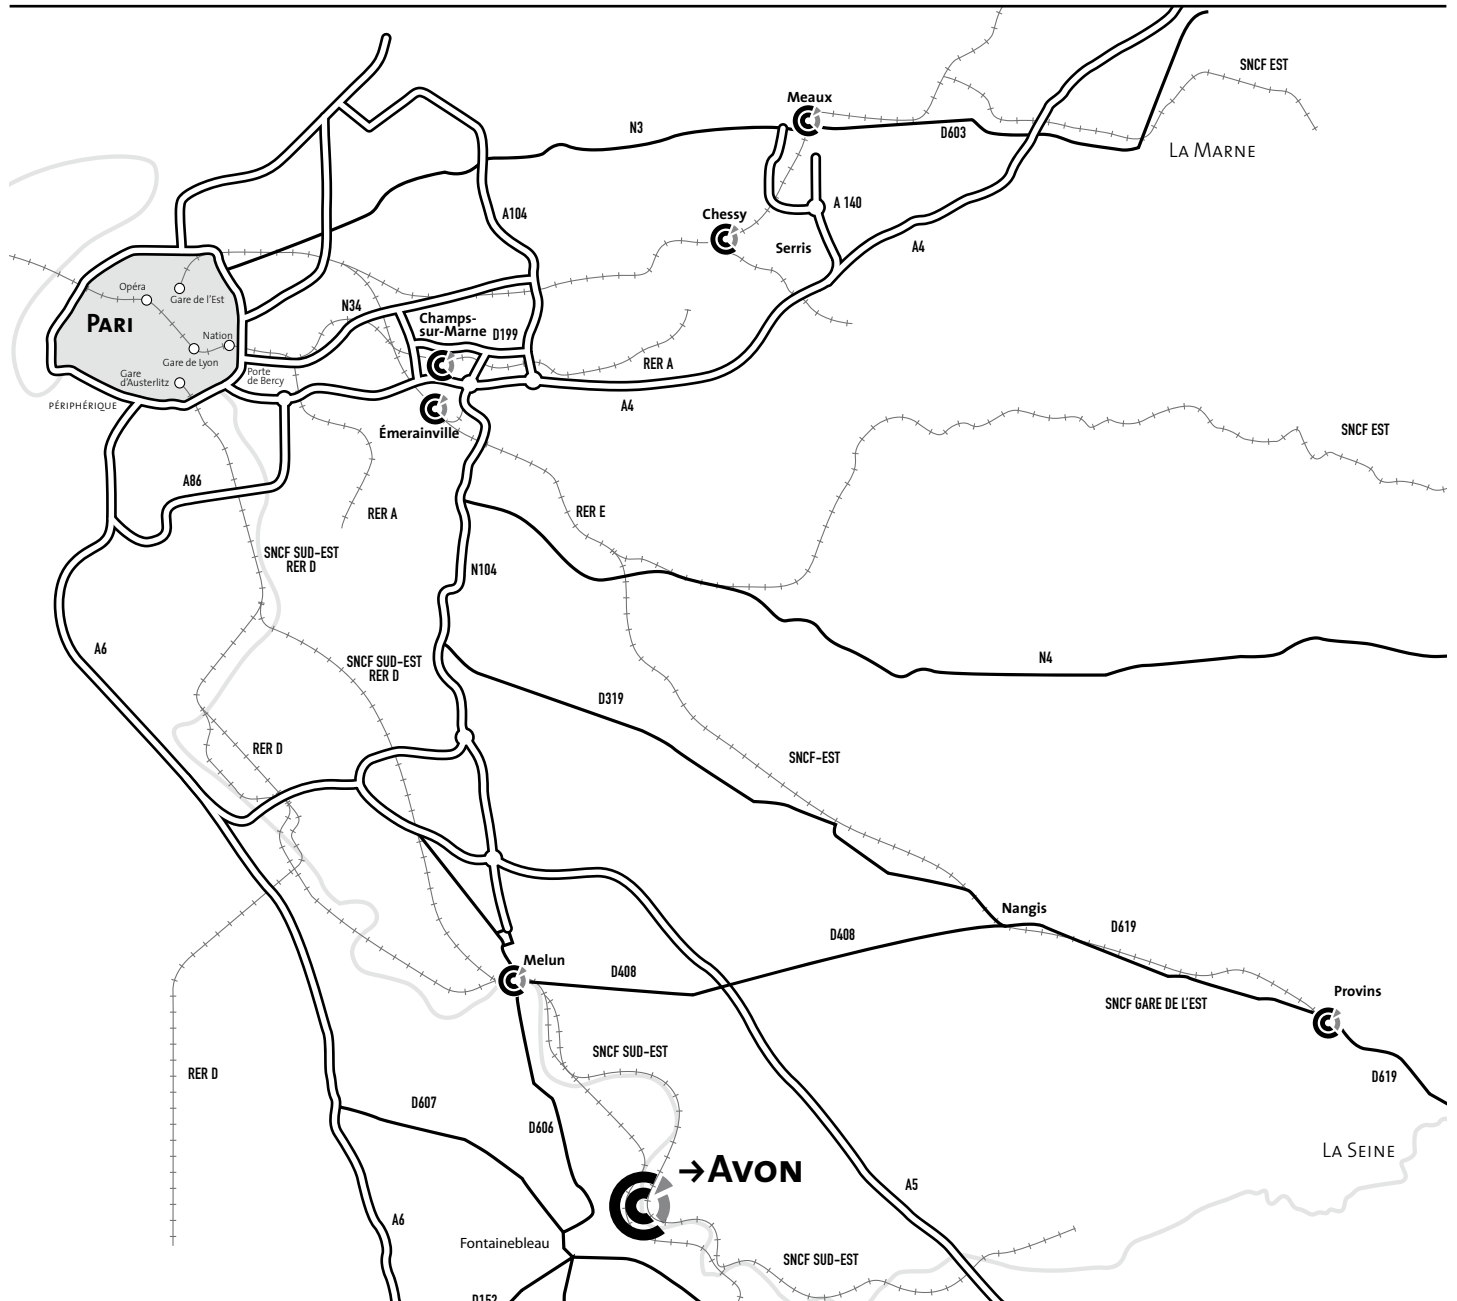 SNCF EST
Meaux
N3
D603
LA MARNE
A 140
Chessy
A104
Serris
A4
Opéra
Gare de l'Est
N34
PARI
Champs-
sur-Marne
D199
Nation
Gare de Lyon
RER A
Gare
d'Austerlitz
Porte
de Bercy
PÉRIPHÉRIQUE
A4
Émerainville
SNCF EST
A86
RER A
RER E
SNCF SUD-EST
RER D
N104
A6
SNCF SUD-EST
RER D
N4
D319
RER D
SNCF-EST
Nangis
D619
D408
Melun
D408
Provins
SNCF GARE DE L'EST
SNCF SUD-EST
RER D
D619
D607
D606
LA SEINE
→AVON
A5
A6
Fontainebleau
SNCF SUD-EST
D152